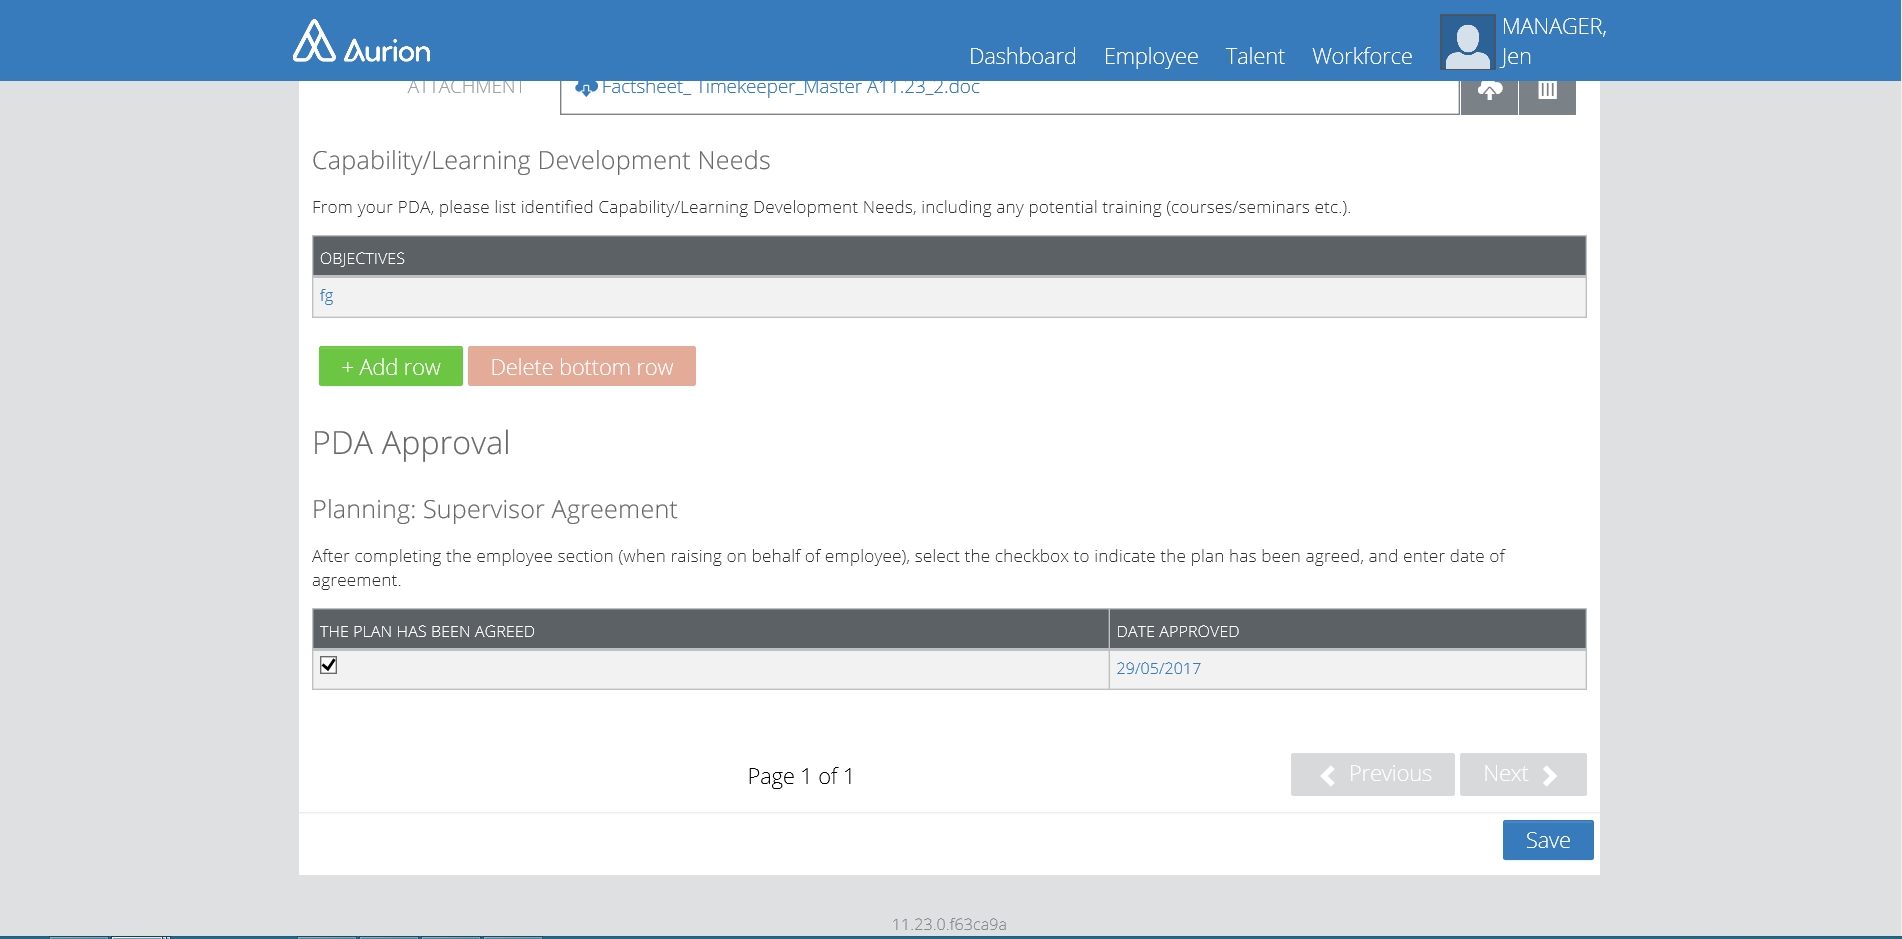 Aurion
Dashboard Employee Talent Workforce MANAGER,
Jen
ATTACHMENT Factsheet_ Timekeeper_Master A11.23_2.doc
Capability/Learning Development Needs
From your PDA, please list identified Capability/Learning Development Needs, including any potential training (courses/seminars etc.).
OBJECTIVES
fg
+ Add row Delete bottom row
PDA Approval
Planning: Supervisor Agreement
After completing the employee section (when raising on behalf of employee), select the checkbox to indicate the plan has been agreed, and enter date of
agreement.
THE PLAN HAS BEEN AGREED DATE APPROVED
29/05/2017
Page 1 of 1 Previous Next
Save
11.23.0.f63ca9a